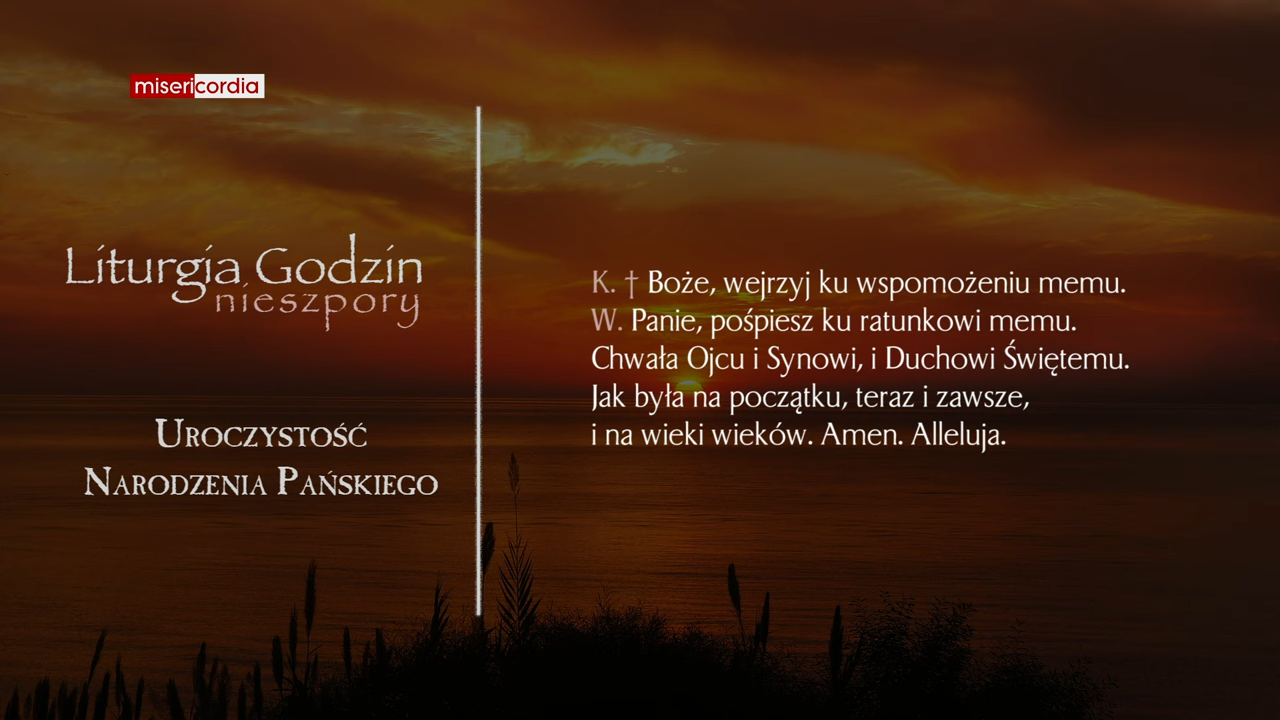 misericordia
Liturgia Godzin
nieszpory
Uroczystość
Narodzenia Pańskiego
K. † Boże, wejrzyj ku wspomożeniu memu.
W. Panie, pośpiesz ku ratunkowi memu.
Chwała Ojcu i Synowi, i Duchowi Świętemu.
Jak była na początku, teraz i zawsze,
i na wieki wieków. Amen. Alleluja.